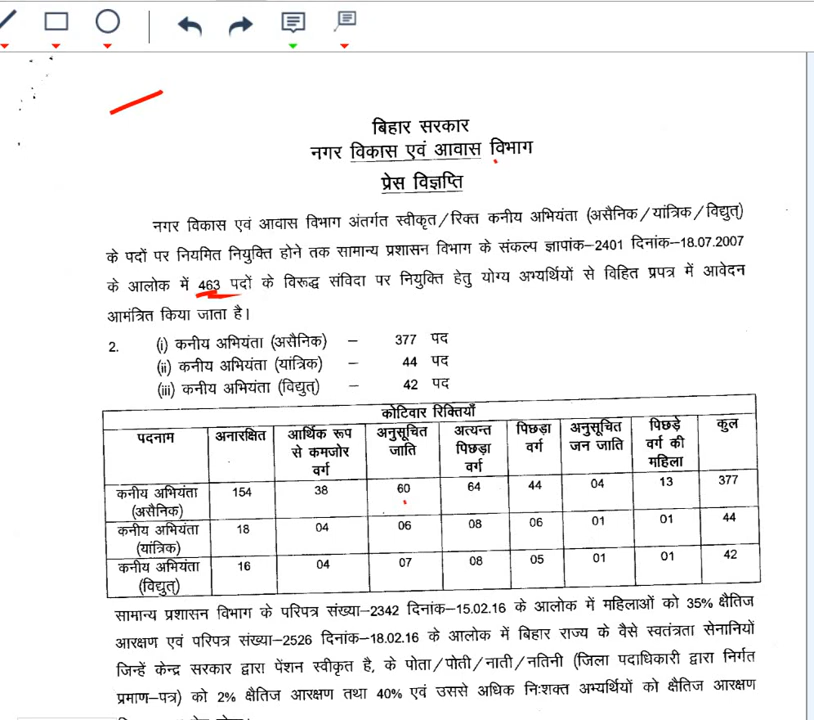 बिहार सरकार
नगर विकास एवं आवास विभाग
प्रेस विज्ञप्ति
नगर विकास एवं आवास विभाग अंतर्गत स्वीकृत/रिक्त कनीय अभियंता (असैनिक/यांत्रिक/विद्युत्)
के पदों पर नियमित नियुक्ति होने तक सामान्य प्रशासन विभाग के संकल्प ज्ञापांक–2401 दिनांक–18.07.2007
के आलोक में 463 पदों के विरूद्ध संविदा पर नियुक्ति हेतु योग्य अभ्यर्थियों से विहित प्रपत्र में आवेदन
आमंत्रित किया जाता है।
2. (i) कनीय अभियंता (असैनिक) – 377 पद
(ii) कनीय अभियंता (यांत्रिक) – 44 पद
(iii) कनीय अभियंता (विद्युत्) – 42 पद
कोटिवार रिक्तियाँ
पदनाम अनारक्षित आर्थिक रूप से कमजोर वर्ग अनुसूचित जाति अत्यन्त पिछड़ा वर्ग पिछड़ा वर्ग अनुसूचित जन जाति पिछड़े वर्ग की महिला कुल
कनीय अभियंता (असैनिक) 154 38 60 64 44 04 13 377
कनीय अभियंता (यांत्रिक) 18 04 06 08 06 01 01 44
कनीय अभियंता (विद्युत्) 16 04 07 08 05 01 01 42
सामान्य प्रशासन विभाग के परिपत्र संख्या–2342 दिनांक–15.02.16 के आलोक में महिलाओं को 35% क्षैतिज
आरक्षण एवं परिपत्र संख्या–2526 दिनांक–18.02.16 के आलोक में बिहार राज्य के वैसे स्वतंत्रता सेनानियों
जिन्हें केन्द्र सरकार द्वारा पेंशन स्वीकृत है, के पोता/पोती/नाती/नतिनी (जिला पदाधिकारी द्वारा निर्गत
प्रमाण–पत्र) को 2% क्षैतिज आरक्षण तथा 40% एवं उससे अधिक निःशक्त अभ्यर्थियों को क्षैतिज आरक्षण